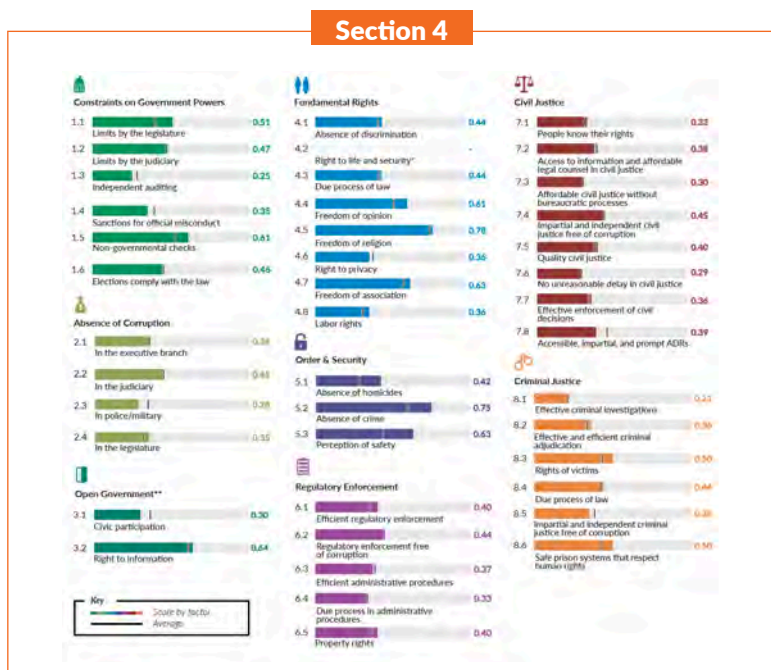 Section 4
Constraints on Government Powers
1.1 0.51
Limits by the legislature
1.2 0.47
Limits by the judiciary
1.3 0.25
Independent auditing
1.4 0.35
Sanctions for official misconduct
1.5 0.61
Non-governmental checks
1.6 0.46
Elections comply with the law
Absence of Corruption
2.1
In the executive branch
2.2
In the judiciary
2.3
In police/military
2.4
In the legislature
Open Government**
3.1 0.30
Civic participation
3.2 0.64
Right to information
Key
Score by factor
Average
Fundamental Rights
4.1 0.44
Absence of discrimination
4.2 -
Right to life and security*
4.3 0.44
Due process of law
4.4 0.61
Freedom of opinion
4.5 0.78
Freedom of religion
4.6 0.36
Right to privacy
4.7 0.63
Freedom of association
4.8 0.36
Labor rights
Order & Security
5.1 0.42
Absence of homicides
5.2 0.75
Absence of crime
5.3 0.63
Perception of safety
Regulatory Enforcement
6.1 0.40
Efficient regulatory enforcement
6.2 0.44
Regulatory enforcement free
of corruption
6.3 0.37
Efficient administrative procedures
6.4 0.33
Due process in administrative
procedures
6.5 0.40
Property rights
Civil Justice
7.1
People know their rights
7.2 0.38
Access to information and affordable
legal counsel in civil justice
7.3 0.30
Affordable civil justice without
bureaucratic processes
7.4 0.45
Impartial and independent civil
justice free of corruption
7.5 0.40
Quality civil justice
7.6 0.29
No unreasonable delay in civil justice
7.7 0.36
Effective enforcement of civil
decisions
7.8 0.39
Accessible, impartial, and prompt ADRs
Criminal Justice
8.1
Effective criminal investigations
8.2
Effective and efficient criminal
adjudication
8.3 0.50
Rights of victims
8.4 0.44
Due process of law
8.5
Impartial and independent criminal
justice free of corruption
8.6 0.50
Safe prison systems that respect
human rights